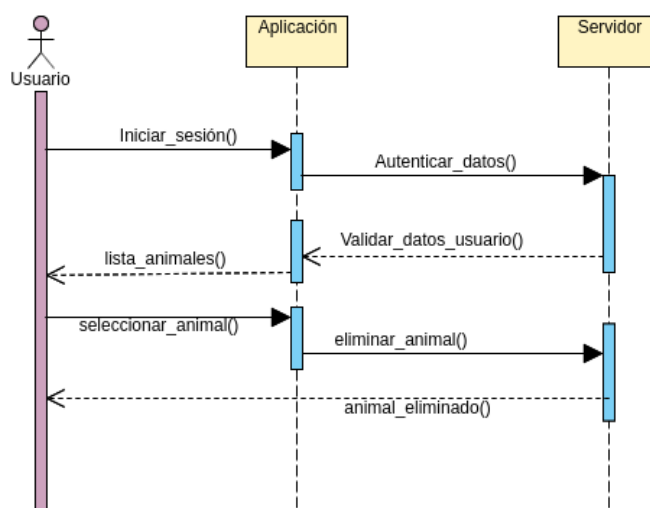 Aplicación
Servidor
Usuario
Iniciar_sesión()
Autenticar_datos()
Validar_datos_usuario()
lista_animales()
seleccionar_animal()
eliminar_animal()
animal_eliminado()